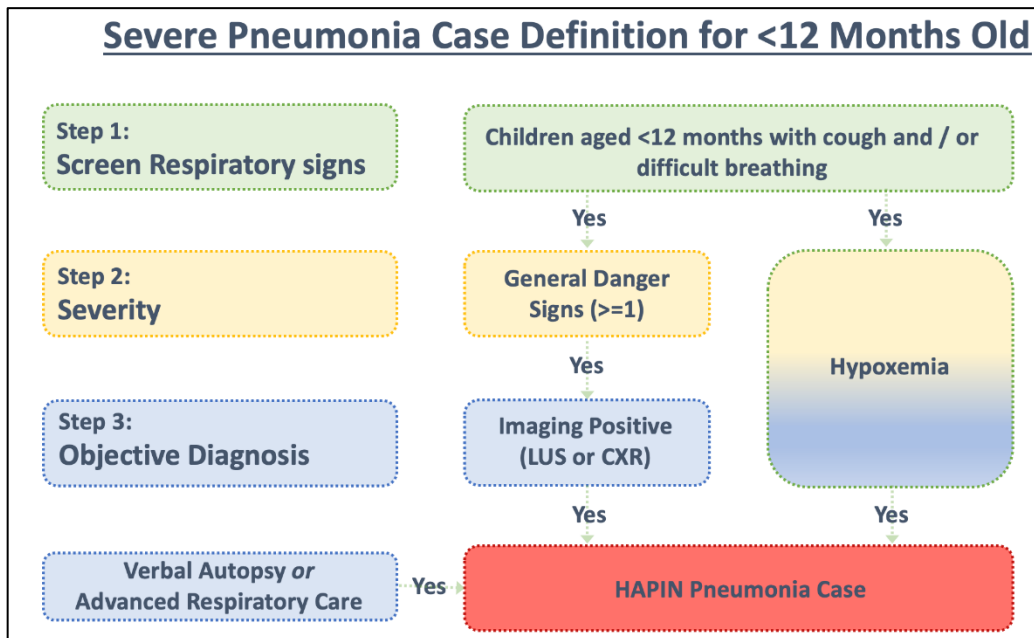 Severe Pneumonia Case Definition for <12 Months Old
Step 1:
Screen Respiratory signs
Children aged <12 months with cough and / or
difficult breathing
Yes
Yes
Step 2:
Severity
General Danger
Signs (>=1)
Hypoxemia
Yes
Step 3:
Objective Diagnosis
Imaging Positive
(LUS or CXR)
Yes
Yes
Verbal Autopsy or
Advanced Respiratory Care
Yes
HAPIN Pneumonia Case